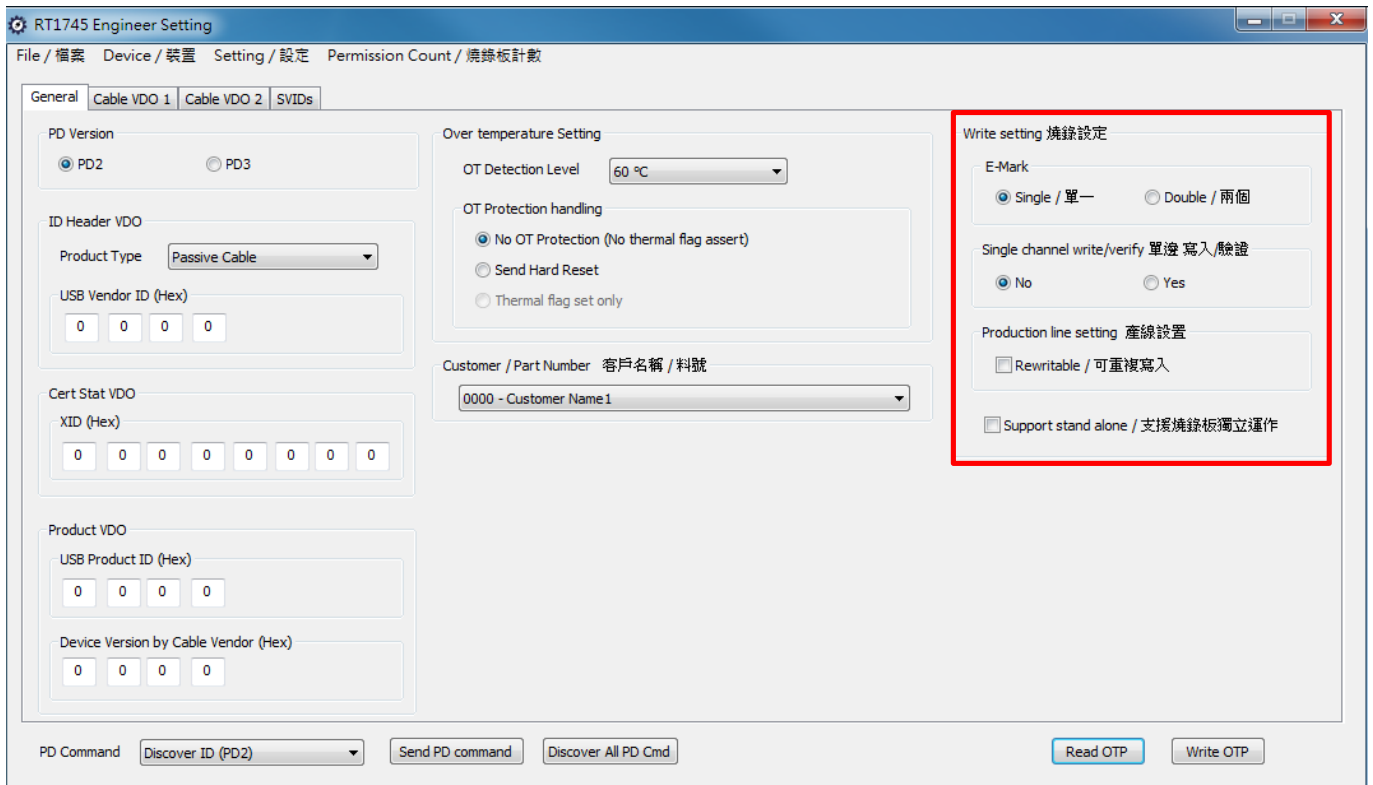 RT1745 Engineer Setting
File / 檔案 Device / 裝置 Setting / 設定 Permission Count / 燒錄板計數
General Cable VDO 1 Cable VDO 2 SVIDs
PD Version
PD2 PD3
ID Header VDO
Product Type Passive Cable
USB Vendor ID (Hex)
0 0 0 0
Cert Stat VDO
XID (Hex)
0 0 0 0 0 0 0 0
Product VDO
USB Product ID (Hex)
0 0 0 0
Device Version by Cable Vendor (Hex)
0 0 0 0
Over temperature Setting
OT Detection Level 60 ℃
OT Protection handling
No OT Protection (No thermal flag assert)
Send Hard Reset
Thermal flag set only
Customer / Part Number 客戶名稱 / 料號
0000 - Customer Name1
Write setting 燒錄設定
E-Mark
Single / 單一 Double / 兩個
Single channel write/verify 單邊 寫入/驗證
No Yes
Production line setting 產線設置
Rewritable / 可重複寫入
Support stand alone / 支援燒錄板獨立運作
PD Command Discover ID (PD2) Send PD command Discover All PD Cmd Read OTP Write OTP